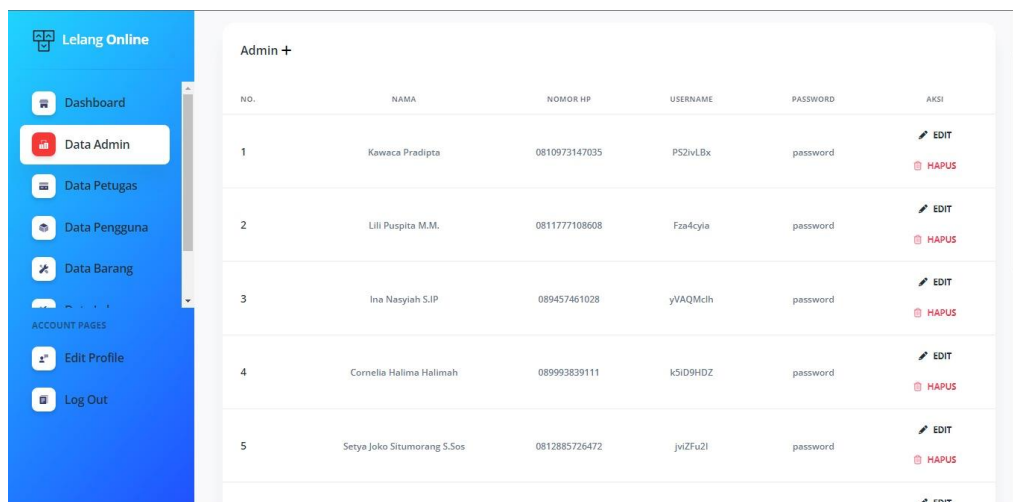 Lelang Online
Dashboard
Data Admin
Data Petugas
Data Pengguna
Data Barang
ACCOUNT PAGES
Edit Profile
Log Out
Admin +
NO. NAMA NOMOR HP USERNAME PASSWORD AKSI
1 Kawaca Pradipta 0810973147035 PS2ivLBx password EDIT
HAPUS
2 Lili Puspita M.M. 0811777108608 Fza4cyia password EDIT
HAPUS
3 Ina Nasyiah S.IP 089457461028 password EDIT
HAPUS
4 Cornelia Halima Halimah 089993839111 k5iD9HDZ password EDIT
HAPUS
5 Setya Joko Situmorang S.Sos 0812885726472 password EDIT
HAPUS
EDIT